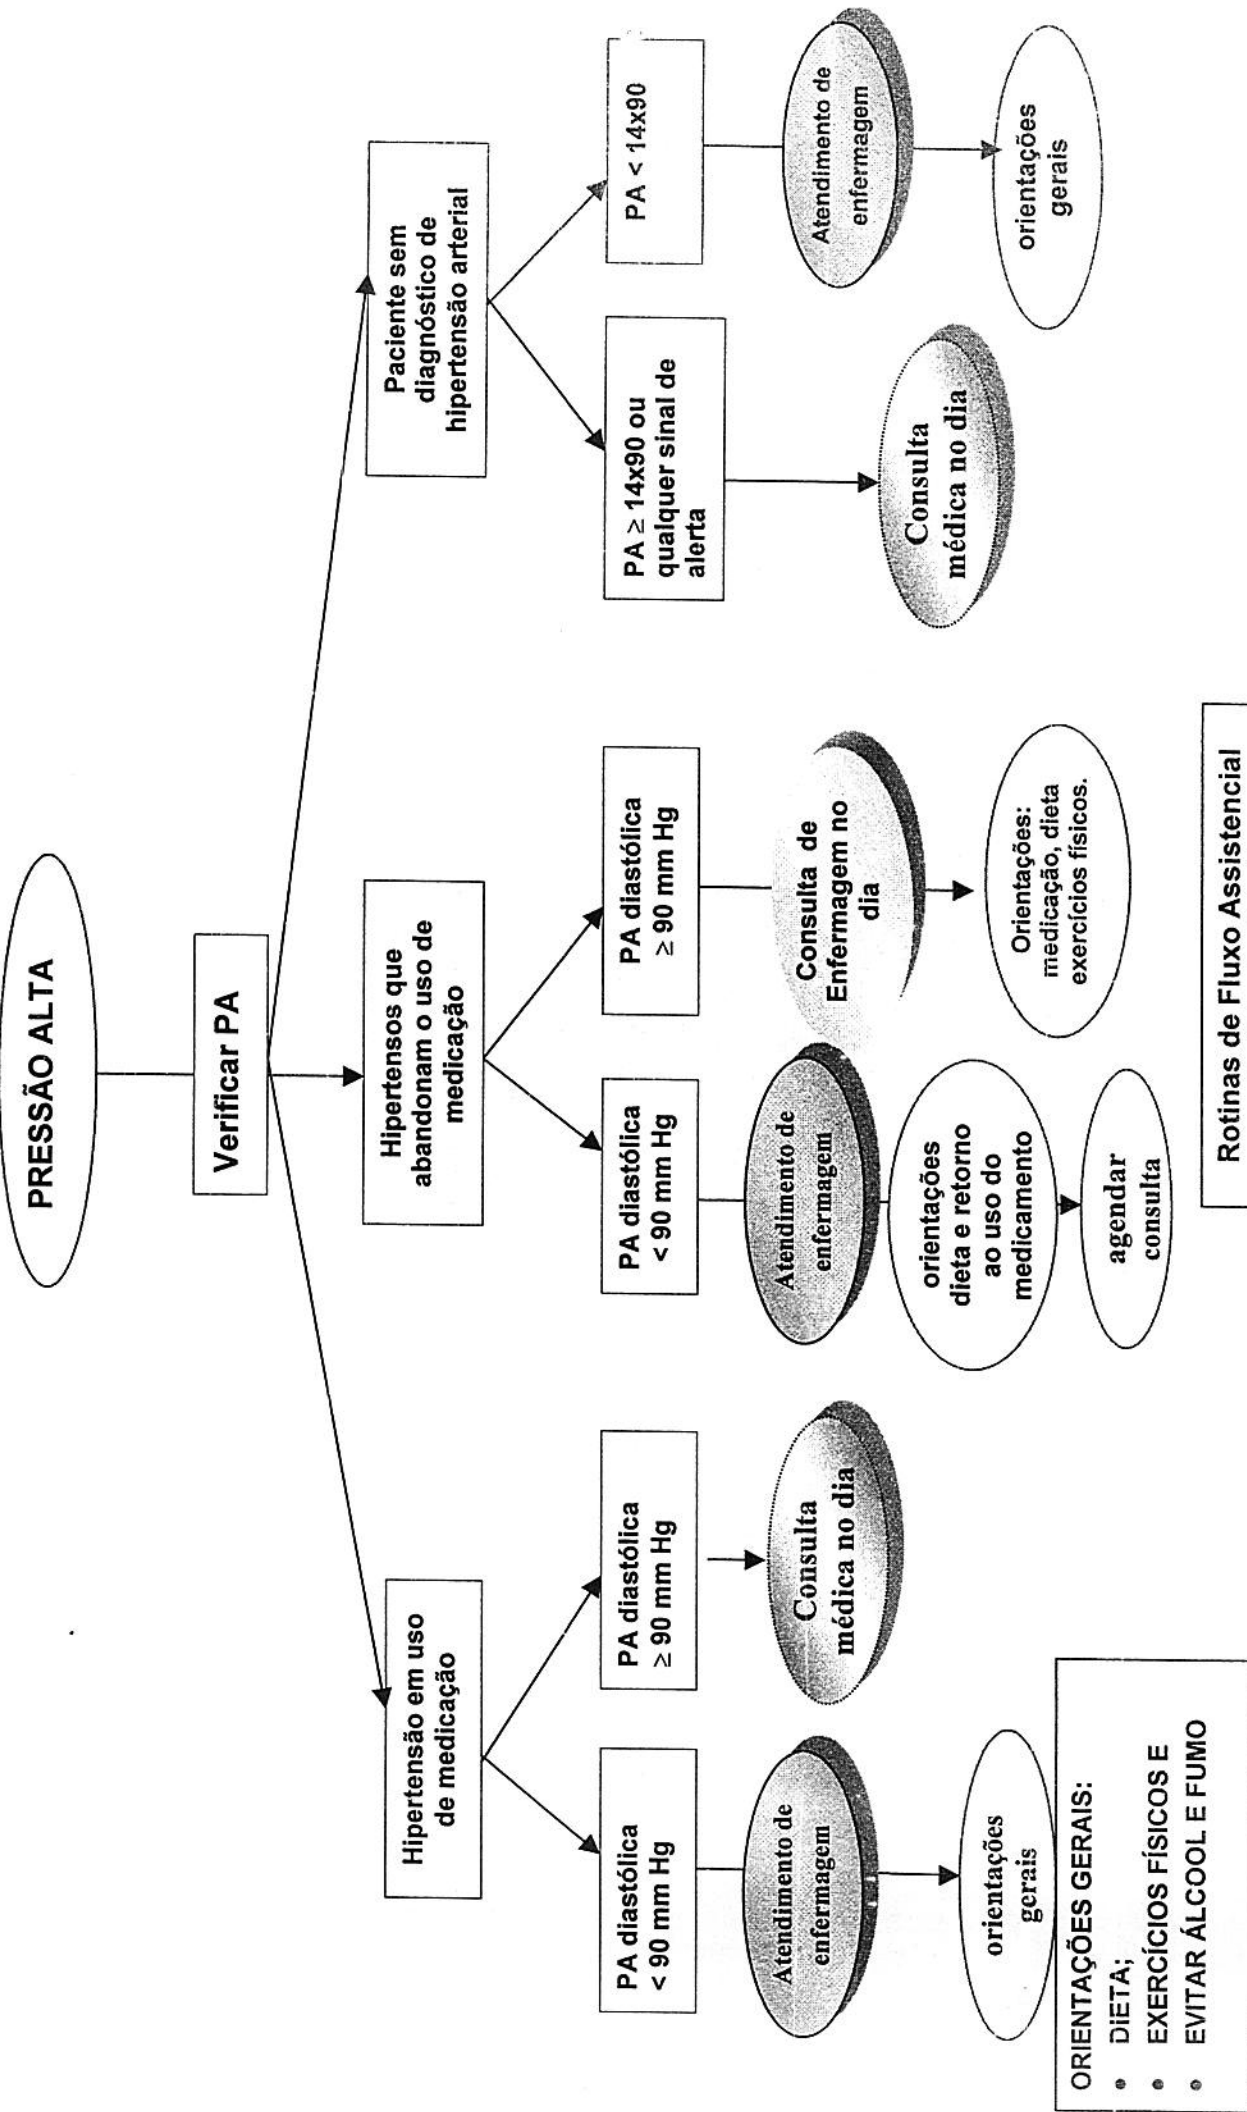 PRESSÃO ALTA
Verificar PA
Hipertensão em uso
de medicação
Hipertensos que
abandonam o uso de
medicação
Paciente sem
diagnóstico de
hipertensão arterial
PA diastólica
< 90 mm Hg
PA diastólica
≥ 90 mm Hg
PA diastólica
< 90 mm Hg
PA diastólica
≥ 90 mm Hg
PA ≥ 14x90 ou
qualquer sinal de
alerta
PA < 14x90
Atendimento de
enfermagem
Consulta
médica no dia
Atendimento de
enfermagem
Consulta de
Enfermagem no
dia
Consulta
médica no dia
Atendimento de
enfermagem
orientações
gerais
orientações
dieta e retorno
ao uso do
medicamento
Orientações:
medicação, dieta
exercícios físicos.
orientações
gerais
agendar
consulta
ORIENTAÇÕES GERAIS:
• DIETA;
• EXERCÍCIOS FÍSICOS E
• EVITAR ÁLCOOL E FUMO
Rotinas de Fluxo Assistencial